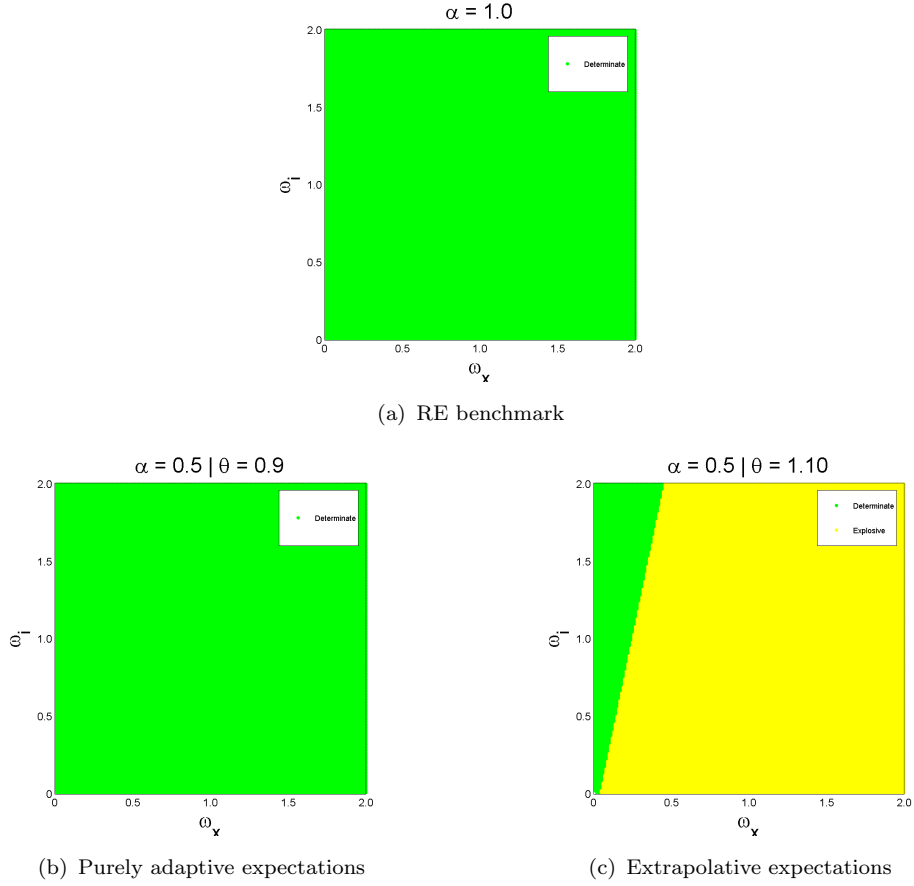 α = 1.0
2.0
1.5
1.0
0.5
0
ω_i
Determinate
0 0.5 1.0 1.5 2.0
ω_x
(a) RE benchmark
α = 0.5 | θ = 0.9
2.0
1.5
1.0
0.5
0
ω_i
Determinate
0 0.5 1.0 1.5 2.0
ω_x
(b) Purely adaptive expectations
α = 0.5 | θ = 1.10
2.0
1.5
1.0
0.5
0
ω_i
Determinate
Explosive
0 0.5 1.0 1.5 2.0
ω_x
(c) Extrapolative expectations